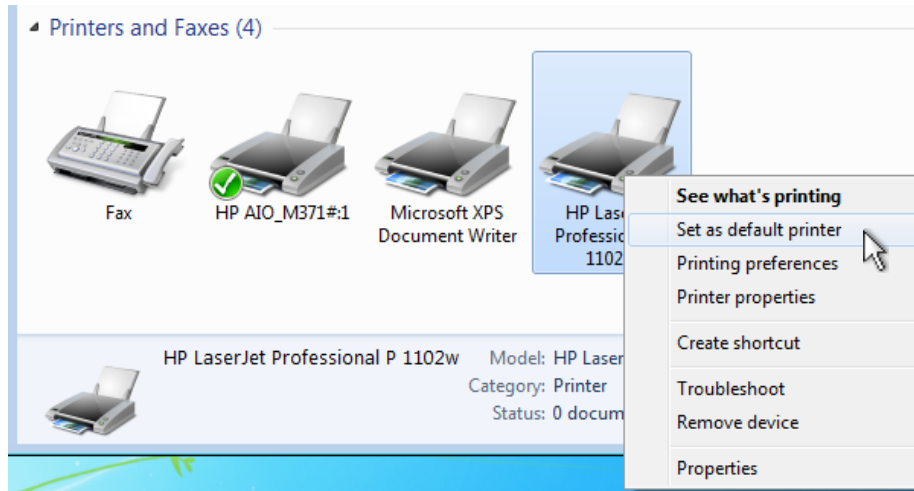 Printers and Faxes (4)
Fax
HP AIO_M371#:1
Microsoft XPS
Document Writer
HP Las
Professio
1102
See what's printing
Set as default printer
Printing preferences
Printer properties
Create shortcut
Troubleshoot
Remove device
Properties
HP LaserJet Professional P 1102w
Model: HP Laser
Category: Printer
Status: 0 docum